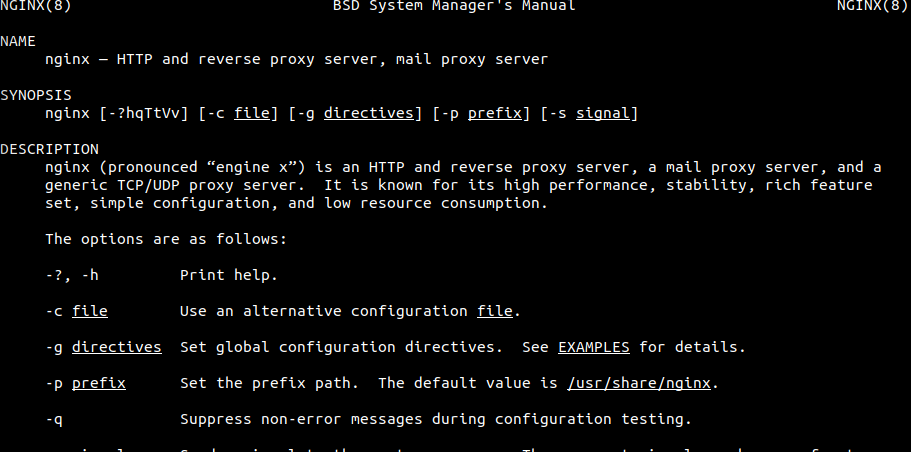 NGINX(8) BSD System Manager's Manual NGINX(8)
NAME
nginx — HTTP and reverse proxy server, mail proxy server
SYNOPSIS
nginx [-?hqTtVv] [-c file] [-g directives] [-p prefix] [-s signal]
DESCRIPTION
nginx (pronounced “engine x”) is an HTTP and reverse proxy server, a mail proxy server, and a
generic TCP/UDP proxy server.  It is known for its high performance, stability, rich feature
set, simple configuration, and low resource consumption.
The options are as follows:
-?, -h Print help.
-c file Use an alternative configuration file.
-g directives Set global configuration directives.  See EXAMPLES for details.
-p prefix Set the prefix path.  The default value is /usr/share/nginx.
-q Suppress non-error messages during configuration testing.